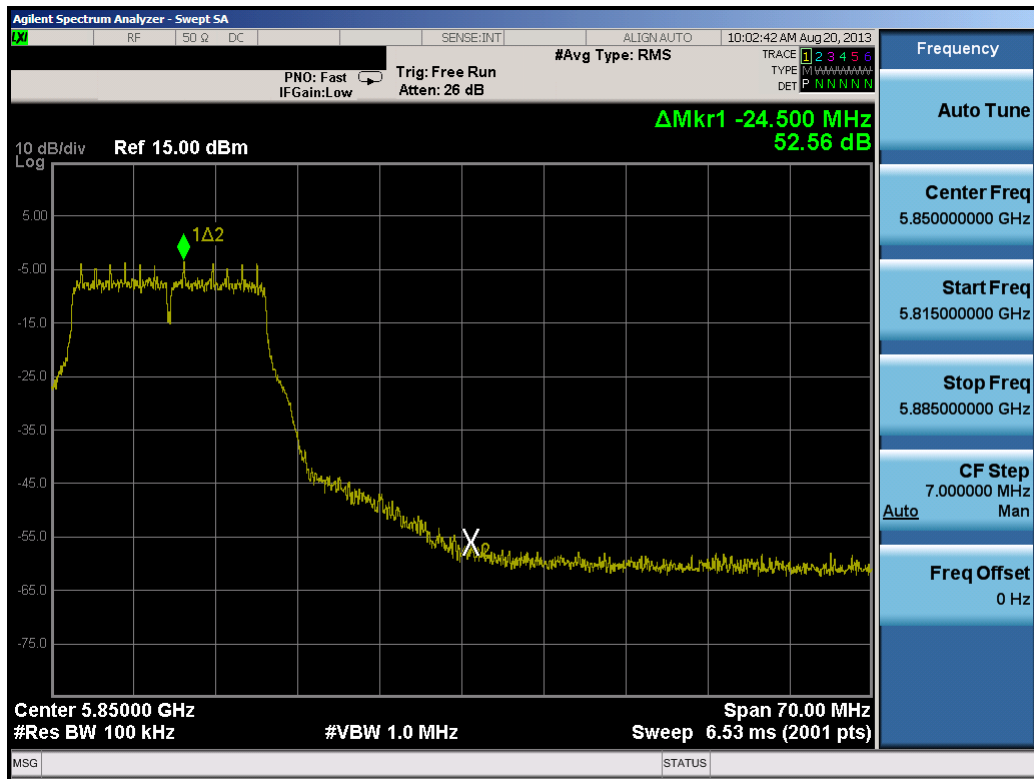 Agilent Spectrum Analyzer - Swept SA
LXI RF 50 Ω DC SENSE:INT ALIGN AUTO 10:02:42 AM Aug 20, 2013
#Avg Type: RMS
TRACE 1 2 3 4 5 6
TYPE M W W W W W
DET P N N N N N
PNO: Fast Trig: Free Run
IFGain:Low Atten: 26 dB
ΔMkr1 -24.500 MHz
52.56 dB
10 dB/div Ref 15.00 dBm
Log
5.00
1Δ2
-5.00
-15.0
-25.0
-35.0
-45.0
-55.0
X2
-65.0
-75.0
Center 5.85000 GHz Span 70.00 MHz
#Res BW 100 kHz #VBW 1.0 MHz Sweep 6.53 ms (2001 pts)
MSG STATUS
Frequency
Auto Tune
Center Freq
5.850000000 GHz
Start Freq
5.815000000 GHz
Stop Freq
5.885000000 GHz
CF Step
7.000000 MHz
Auto Man
Freq Offset
0 Hz